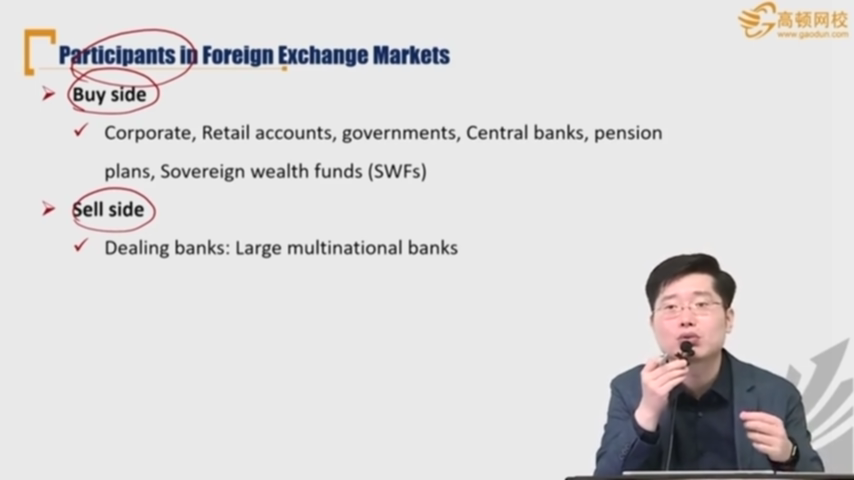 高顿网校
www.gaodun.com
Participants in Foreign Exchange Markets
Buy side
Corporate, Retail accounts, governments, Central banks, pension
plans, Sovereign wealth funds (SWFs)
Sell side
Dealing banks: Large multinational banks